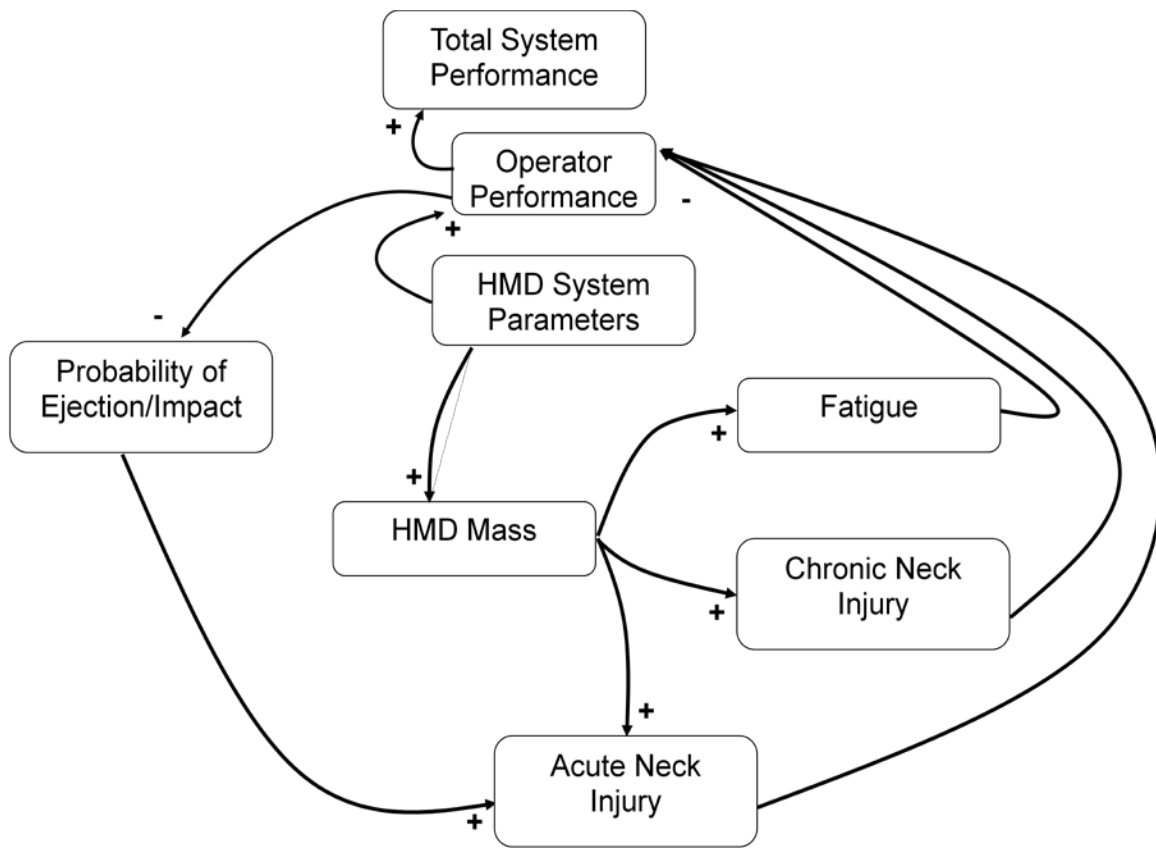 Total System
Performance
+
Operator
Performance
-
+
HMD System
Parameters
-
Probability of
Ejection/Impact
Fatigue
+
+
HMD Mass
Chronic Neck
Injury
+
+
Acute Neck
Injury
+